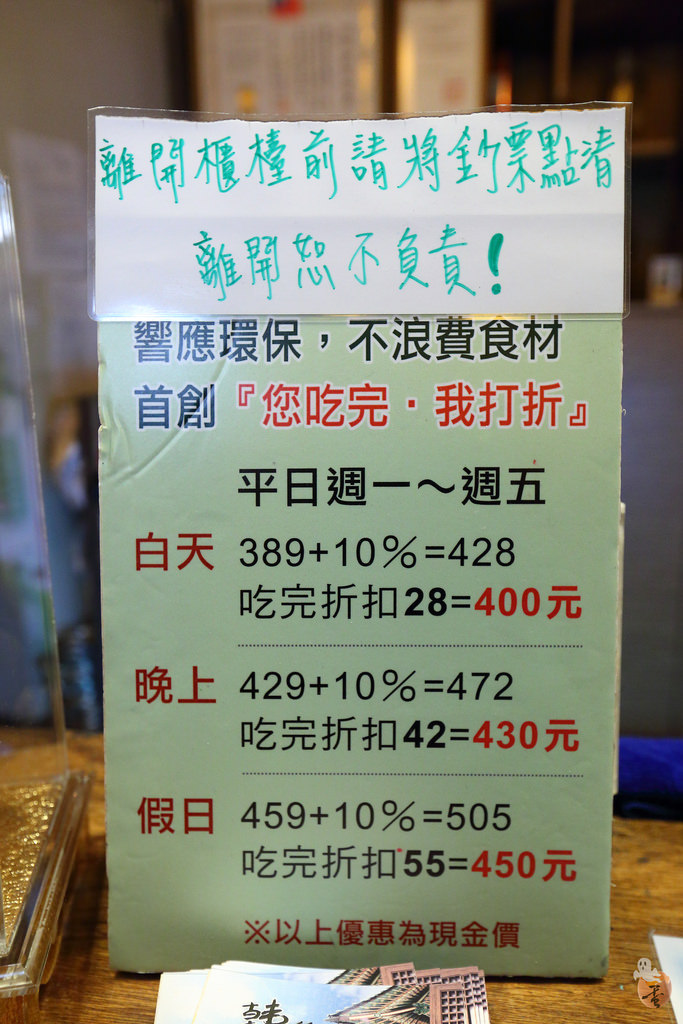 離開櫃檯前請將鈔票點清
離開恕不負責!
響應環保,不浪費食材
首創『您吃完·我打折』
平日週一～週五
白天 389+10%=428
吃完折扣28=400元
晚上 429+10%=472
吃完折扣42=430元
假日 459+10%=505
吃完折扣55=450元
※以上優惠為現金價
韓